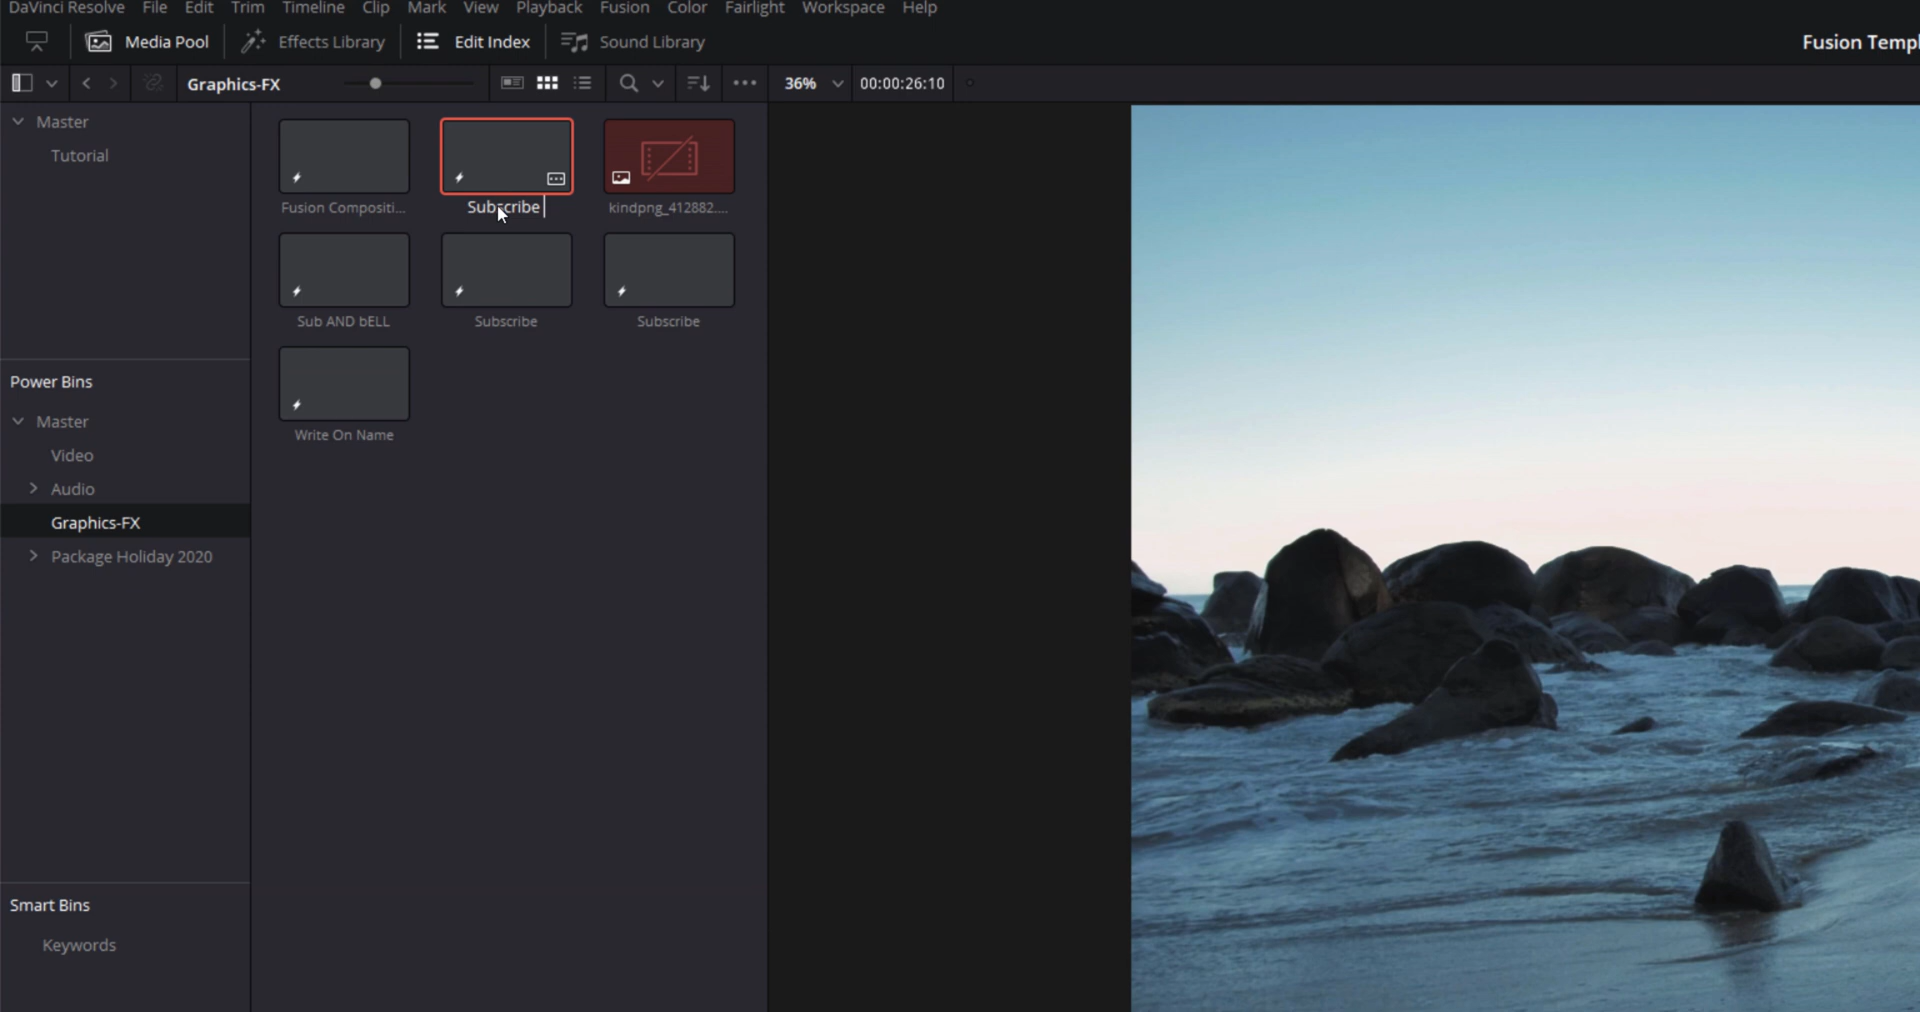 DaVinci Resolve File Edit Trim Timeline Clip Mark View Playback Fusion Color Fairlight Workspace Help
Media Pool Effects Library Edit Index Sound Library Fusion Templ
Graphics-FX 36% 00:00:26:10
Master
Tutorial
Fusion Compositi... Subscribe kindpng_412882....
Sub AND bELL Subscribe Subscribe
Write On Name
Power Bins
Master
Video
Audio
Graphics-FX
Package Holiday 2020
Smart Bins
Keywords